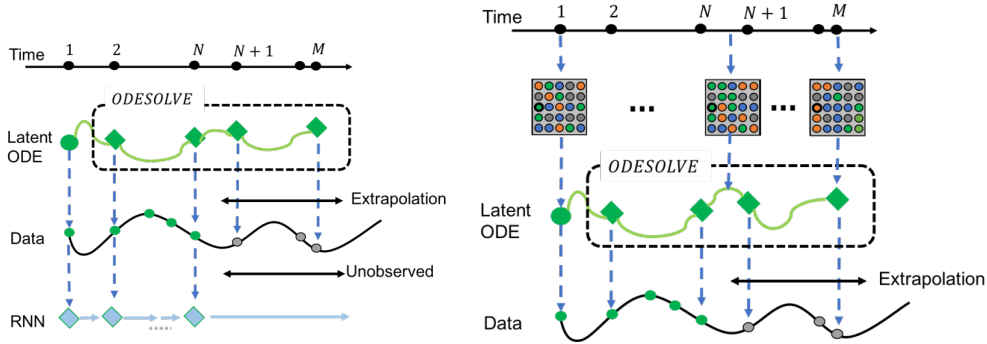 Time
1
2
N
N + 1
M
ODESOLVE
Latent
ODE
Extrapolation
Data
Unobserved
RNN
Time
1
2
N
N + 1
M
...
...
ODESOLVE
Latent
ODE
Extrapolation
Data